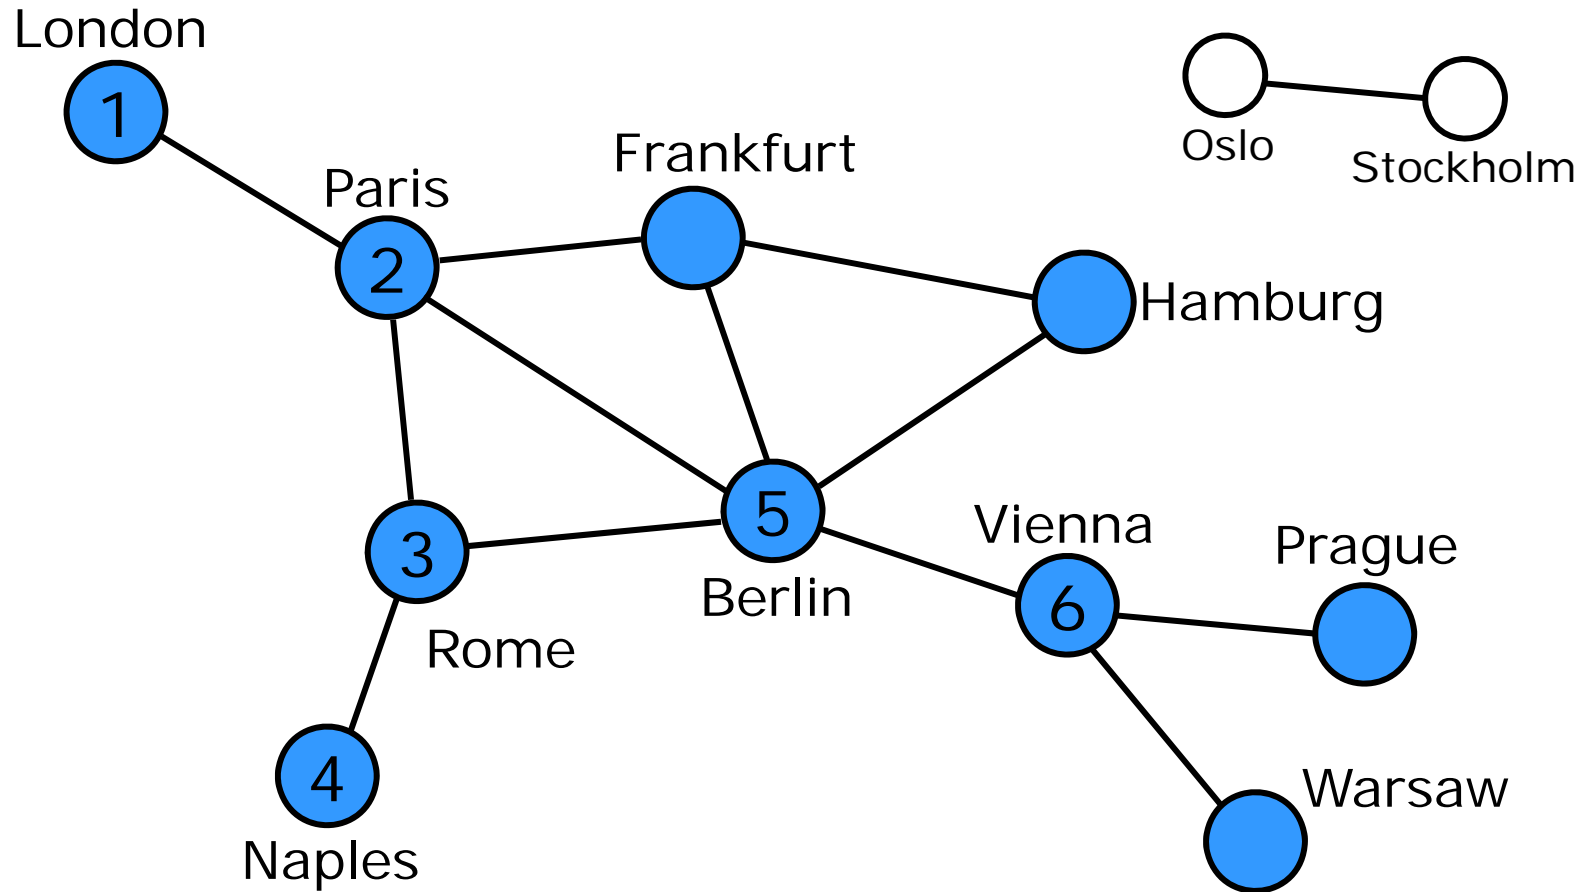 London
1
Oslo
Stockholm
Frankfurt
Paris
2
Hamburg
3
Rome
5
Berlin
Vienna
6
Prague
4
Naples
Warsaw